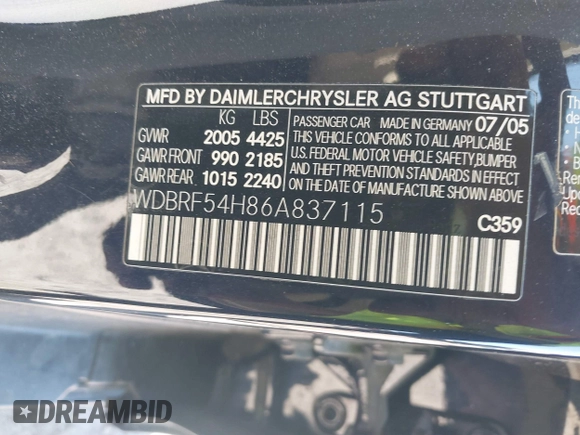 MFD BY DAIMLERCHRYSLER AG STUTTGART
KG LBS PASSENGER CAR MADE IN GERMANY 07/05
GVWR 2005 4425 THIS VEHICLE CONFORMS TO ALL APPLICABLE
GAWR FRONT 990 2185 U.S. FEDERAL MOTOR VEHICLE SAFETY, BUMPER
GAWR REAR 1015 2240 AND THEFT PREVENTION STANDARDS IN EFFECT
ON THE DATE OF MANUFACTURE SHOWN ABOVE.
WDBRF54H86A837115
C359
DREAMBID